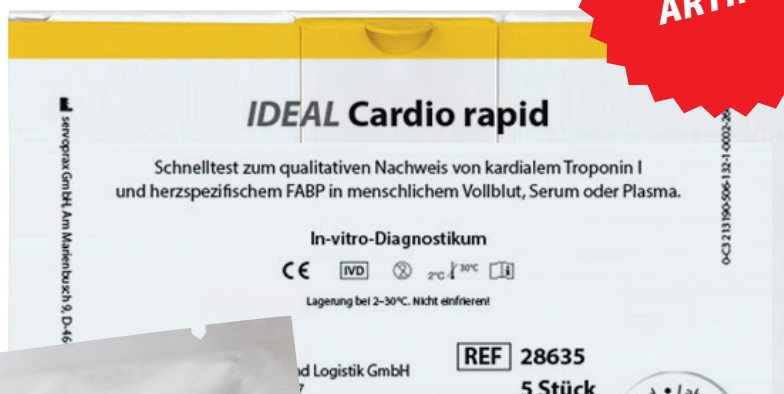 IDEAL Cardio rapid
Schnelltest zum qualitativen Nachweis von kardialem Troponin I
und herzspezifischem FABP in menschlichem Vollblut, Serum oder Plasma.
In-vitro-Diagnostikum
CE IVD 2 2°C 30°C i
Lagerung bei 2–30°C. Nicht einfrieren!
REF 28635
5 Stück
Logistik GmbH
servoprax GmbH, Am Marienbusch 9, D-46